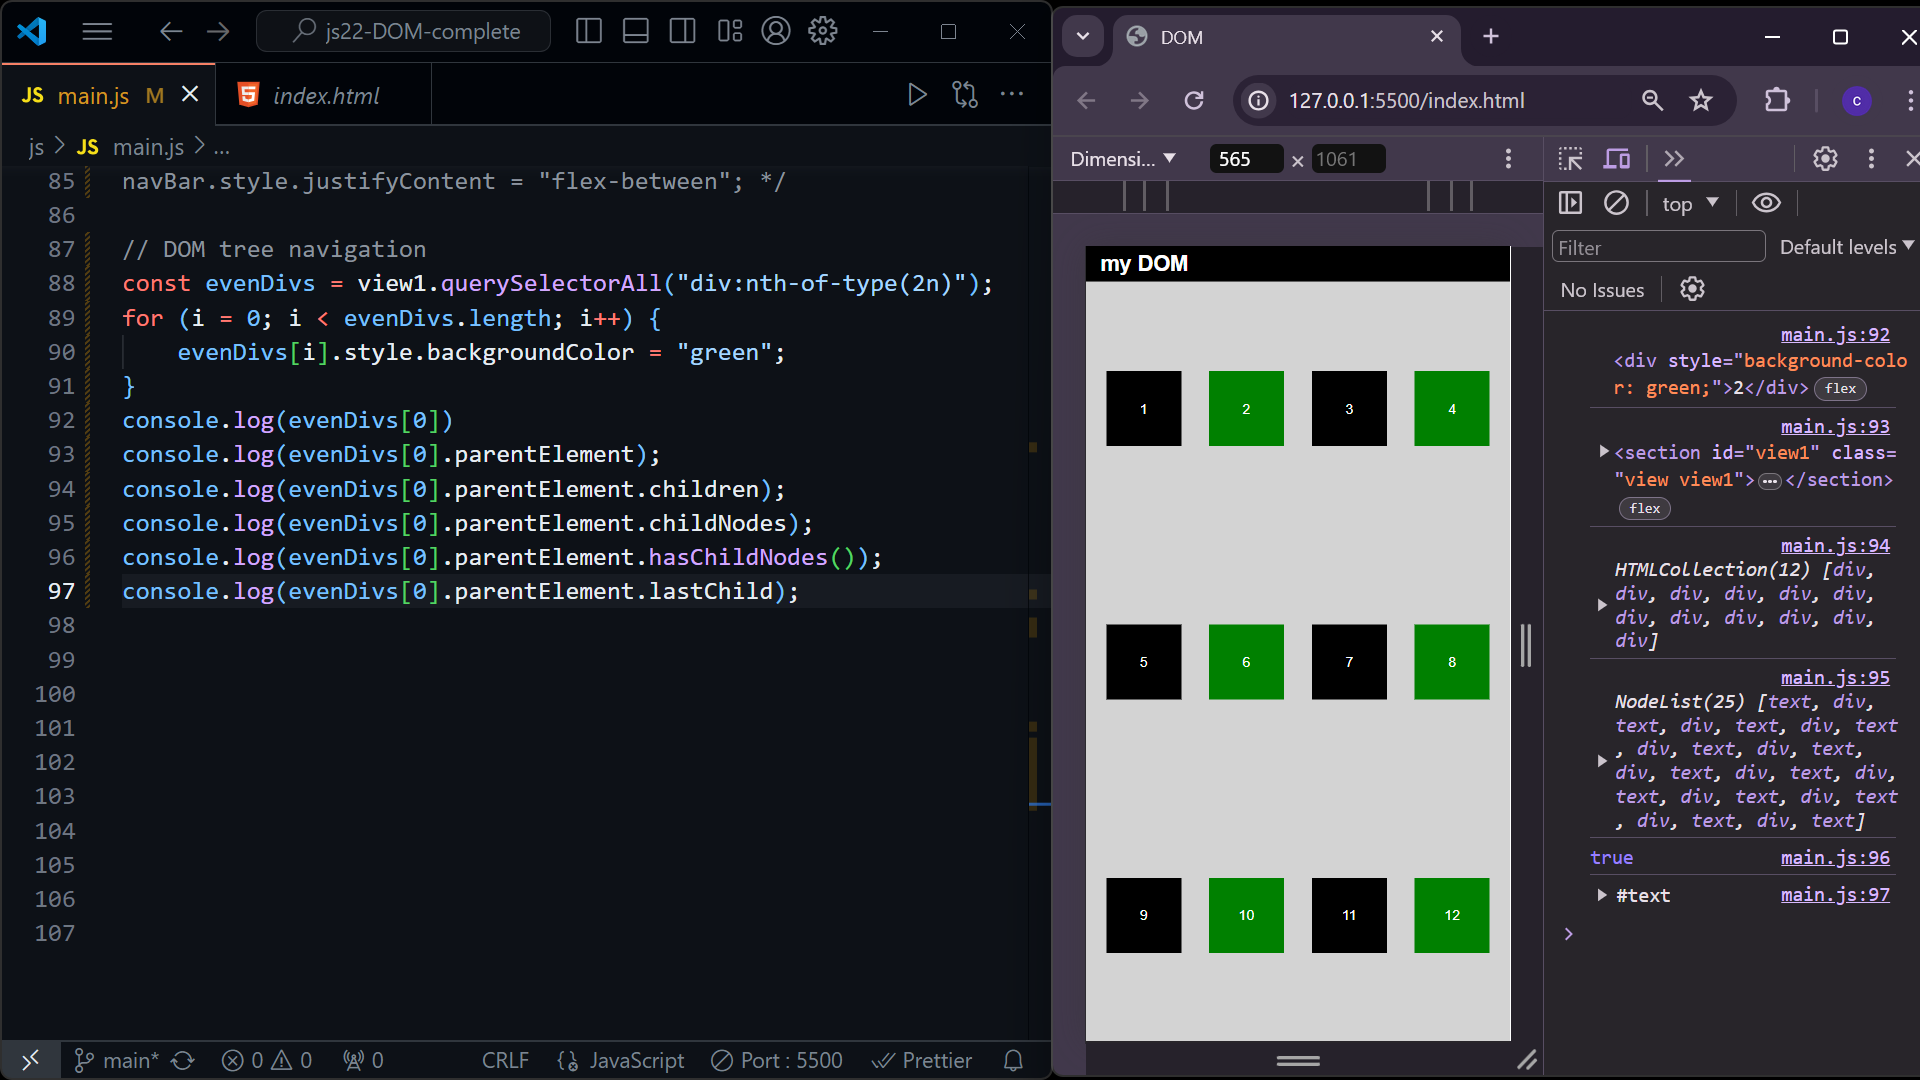 js22-DOM-complete
JS main.js M
index.html
js > JS main.js > ...
85 navBar.style.justifyContent = "flex-between"; */
86
87 // DOM tree navigation
88 const evenDivs = view1.querySelectorAll("div:nth-of-type(2n)");
89 for (i = 0; i < evenDivs.length; i++) {
90 evenDivs[i].style.backgroundColor = "green";
91 }
92 console.log(evenDivs[0])
93 console.log(evenDivs[0].parentElement);
94 console.log(evenDivs[0].parentElement.children);
95 console.log(evenDivs[0].parentElement.childNodes);
96 console.log(evenDivs[0].parentElement.hasChildNodes());
97 console.log(evenDivs[0].parentElement.lastChild);
98
99
100
101
102
103
104
105
106
107
main* 0 0 0 CRLF {} JavaScript Port : 5500 Prettier
DOM
127.0.0.1:5500/index.html
c
Dimensi... 565 × 1061
my DOM
1 2 3 4
5 6 7 8
9 10 11 12
top
Filter
Default levels
No Issues
main.js:92
<div style="background-colo
r: green;">2</div> flex
main.js:93
<section id="view1" class=
"view view1">…</section>
flex
main.js:94
HTMLCollection(12) [div,
div, div, div, div, div,
div, div, div, div, div,
div]
main.js:95
NodeList(25) [text, div,
text, div, text, div, text
, div, text, div, text,
div, text, div, text, div,
text, div, text, div, text
, div, text, div, text]
true main.js:96
#text main.js:97
>